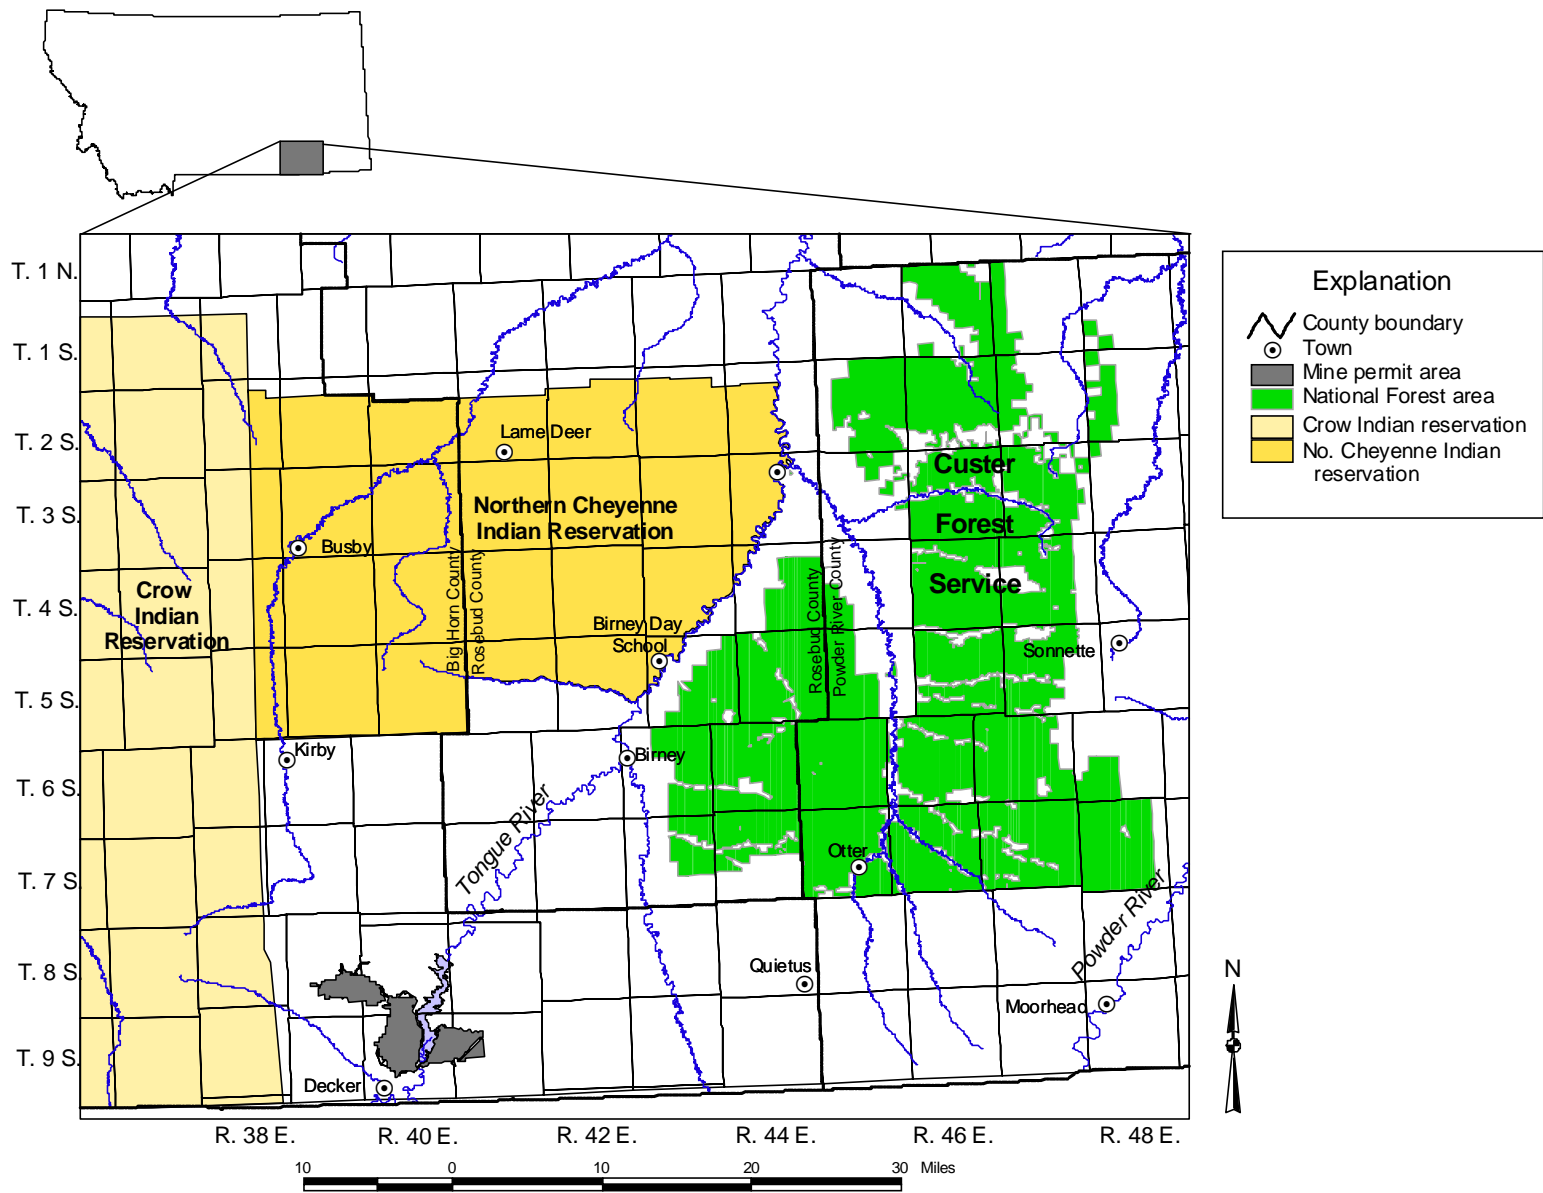 T. 1 N.
T. 1 S.
T. 2 S.
T. 3 S.
T. 4 S.
T. 5 S.
T. 6 S.
T. 7 S.
T. 8 S.
T. 9 S.
Explanation
County boundary
Town
Mine permit area
National Forest area
Crow Indian reservation
No. Cheyenne Indian
reservation
Lame Deer
Northern Cheyenne
Indian Reservation
Busby
Big Horn County
Rosebud County
Crow
Indian
Reservation
Birney Day
School
Custer
Forest
Service
Rosebud County
Powder River County
Sonnette
Kirby
Birney
Tongue River
Otter
Powder River
Quietus
Moorhead
Decker
N
R. 38 E.
R. 40 E.
R. 42 E.
R. 44 E.
R. 46 E.
R. 48 E.
10 0 10 20 30 Miles